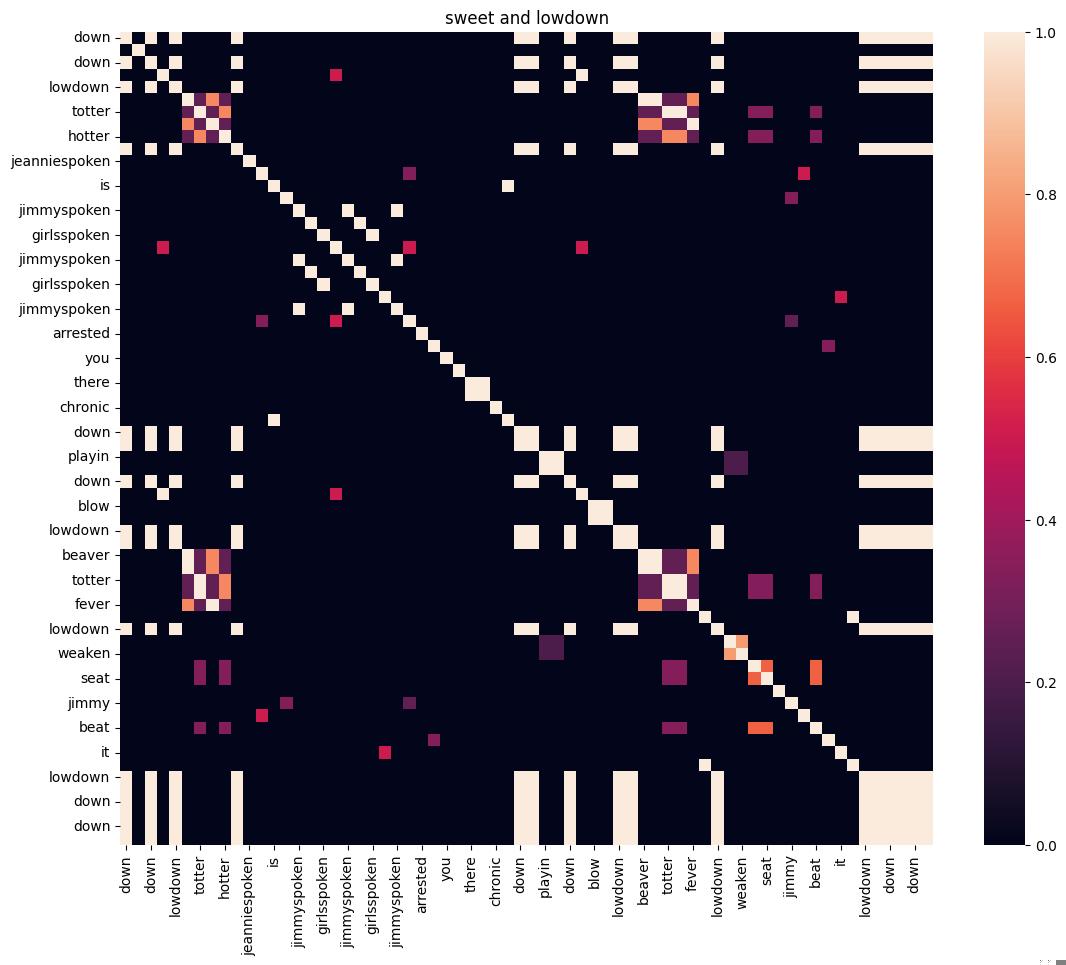 sweet and lowdown
down
down
lowdown
totter
hotter
jeanniespoken
is
jimmyspoken
girlsspoken
jimmyspoken
girlsspoken
jimmyspoken
arrested
you
there
chronic
down
playin
down
blow
lowdown
beaver
totter
fever
lowdown
weaken
seat
jimmy
beat
it
lowdown
down
down
1.0
0.8
0.6
0.4
0.2
0.0
down
down
lowdown
totter
hotter
jeanniespoken
is
jimmyspoken
girlsspoken
jimmyspoken
girlsspoken
jimmyspoken
arrested
you
there
chronic
down
playin
down
blow
lowdown
beaver
totter
fever
lowdown
weaken
seat
jimmy
beat
it
lowdown
down
down